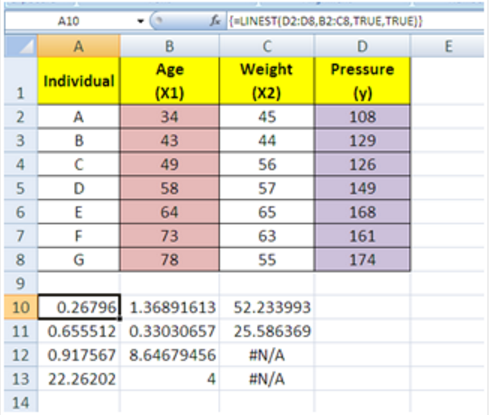 A10 fx {=LINEST(D2:D8,B2:C8,TRUE,TRUE)}
A B C D E
1 Individual Age (X1) Weight (X2) Pressure (y)
2 A 34 45 108
3 B 43 44 129
4 C 49 56 126
5 D 58 57 149
6 E 64 65 168
7 F 73 63 161
8 G 78 55 174
9
10 0.26796 1.36891613 52.233993
11 0.655512 0.33030657 25.586369
12 0.917567 8.64679456 #N/A
13 22.26202 4 #N/A
14